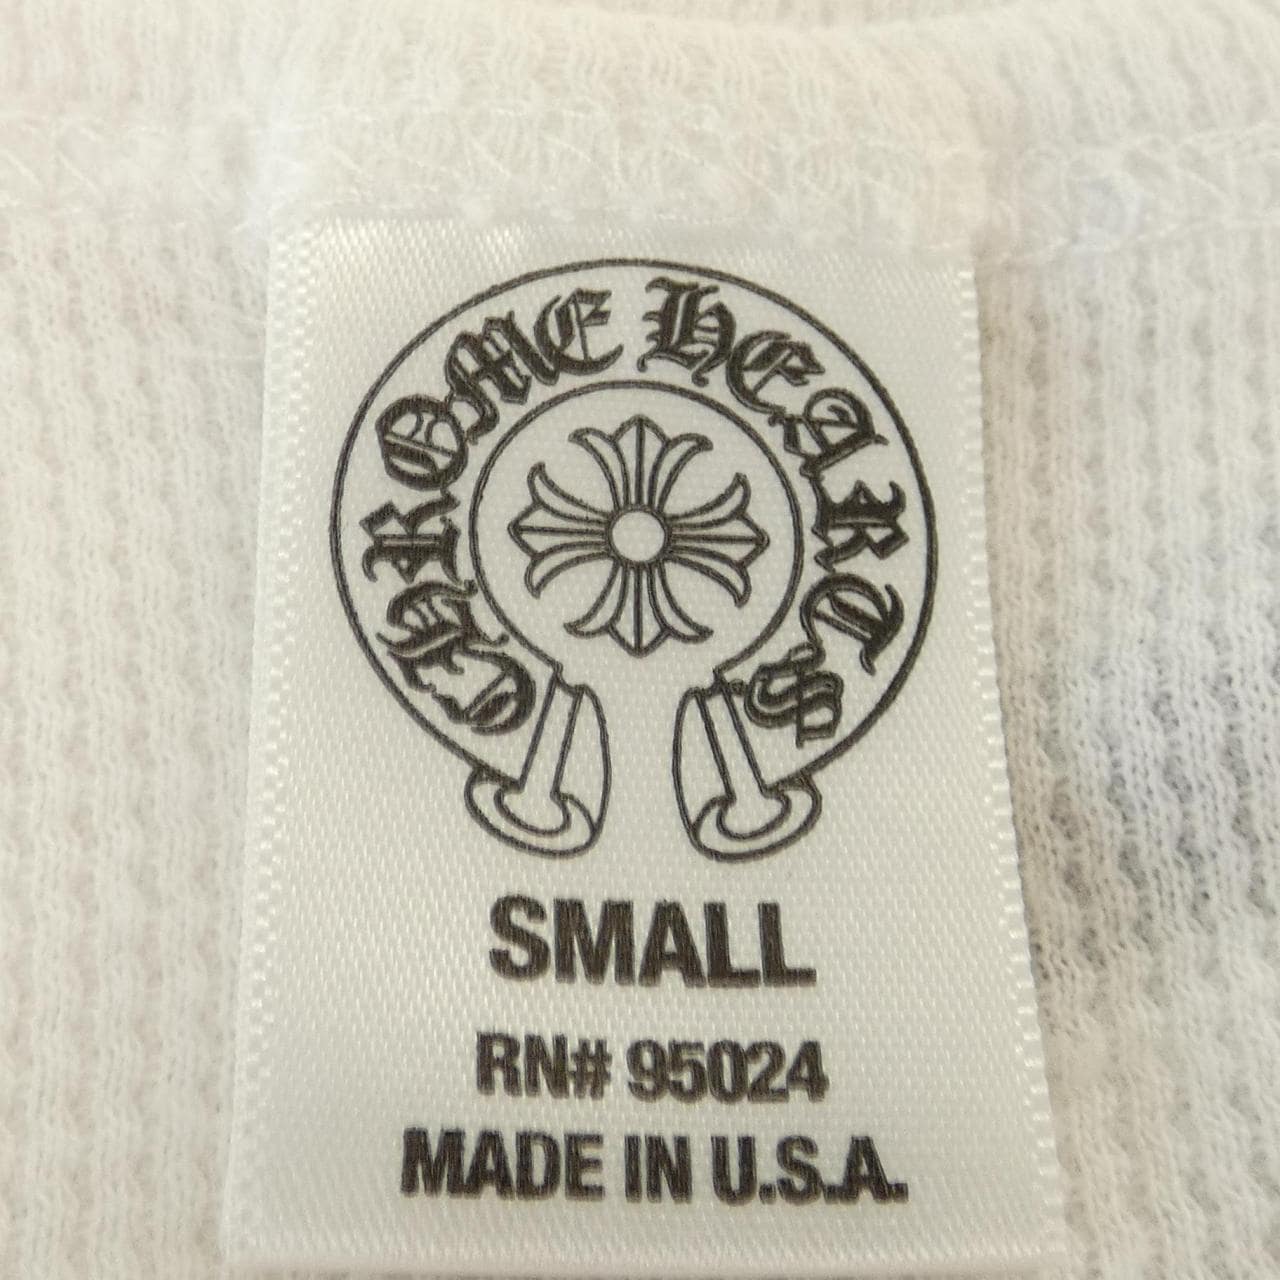 CHROME HEARTS
SMALL
RN# 95024
MADE IN U.S.A.